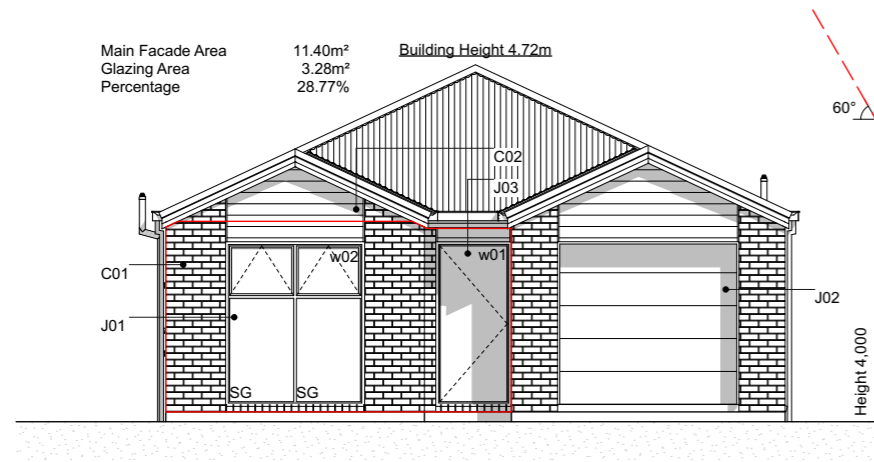 Main Facade Area 11.40m² Building Height 4.72m
Glazing Area 3.28m²
Percentage 28.77%
60°
C02
J03
w02 w01
C01
J02
J01
Height 4,000
SG SG